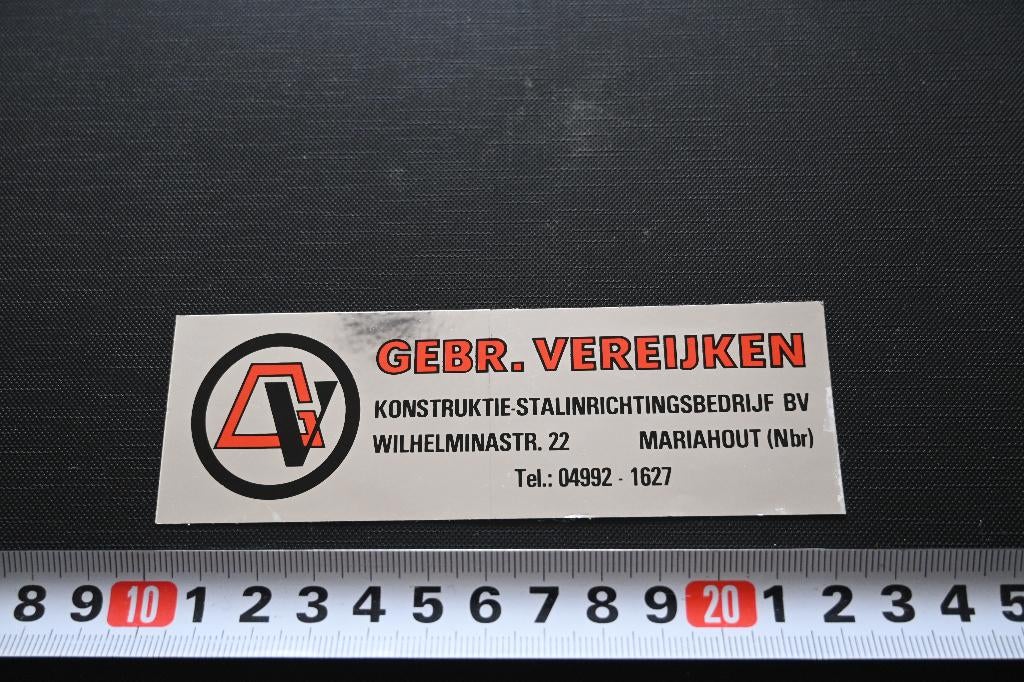 GV
GEBR. VEREIJKEN
KONSTRUKTIE-STALINRICHTINGSBEDRIJF BV
WILHELMINASTR. 22 MARIAHOUT (Nbr)
Tel.: 04992 - 1627
8 9 10 1 2 3 4 5 6 7 8 9 20 1 2 3 4 5